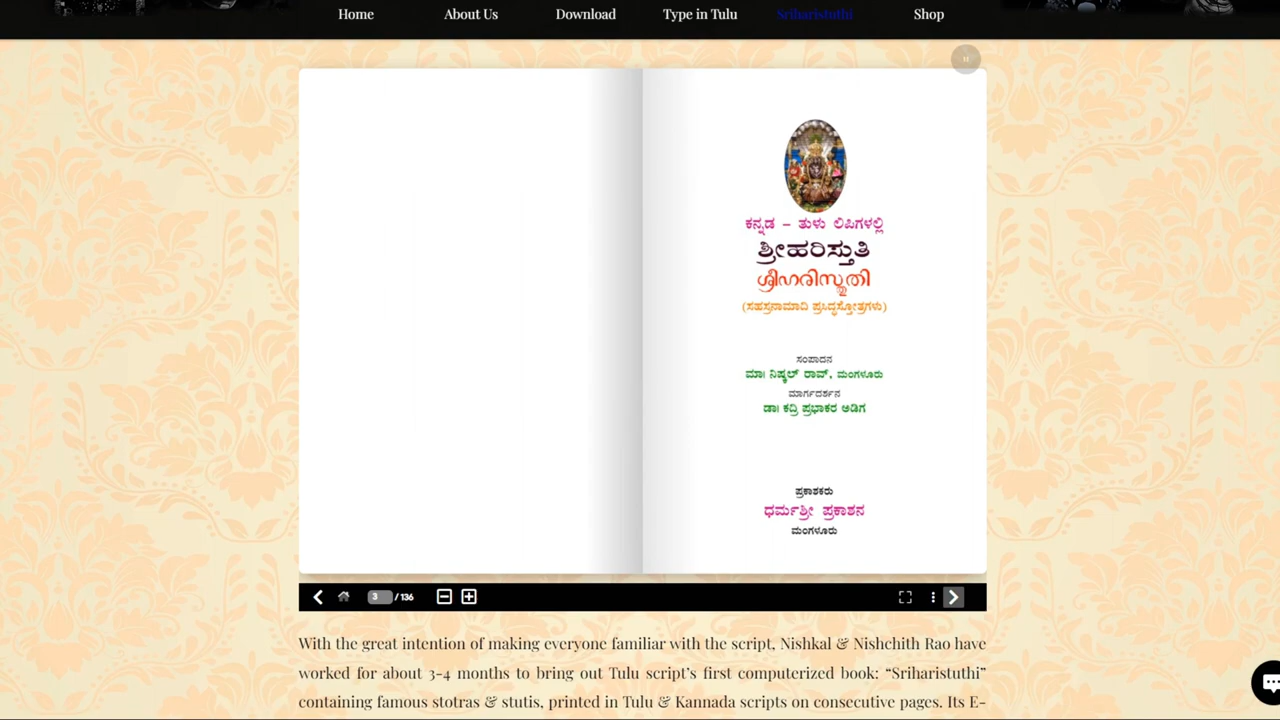 Home About Us Download Type in Tulu Sriharistuthi Shop
ಕನ್ನಡ – ತುಳು ಲಿಪಿಗಳಲ್ಲಿ
ಶ್ರೀಹರಿಸ್ತುತಿ
(ಸಹಸ್ರನಾಮಾದಿ ಪ್ರಸಿದ್ಧಸ್ತೋತ್ರಗಳು)
ಸಂಪಾದನ
ಮಾ। ನಿಷ್ಕಲ್ ರಾವ್, ಮಂಗಳೂರು
ಮಾರ್ಗದರ್ಶನ
ಡಾ। ಕದ್ರಿ ಪ್ರಭಾಕರ ಅಡಿಗ
ಪ್ರಕಾಶಕರು
ಧರ್ಮಶ್ರೀ ಪ್ರಕಾಶನ
ಮಂಗಳೂರು
3 / 136
With the great intention of making everyone familiar with the script, Nishkal & Nishchith Rao have
worked for about 3-4 months to bring out Tulu script's first computerized book: “Sriharistuthi”
containing famous stotras & stutis, printed in Tulu & Kannada scripts on consecutive pages. Its E-